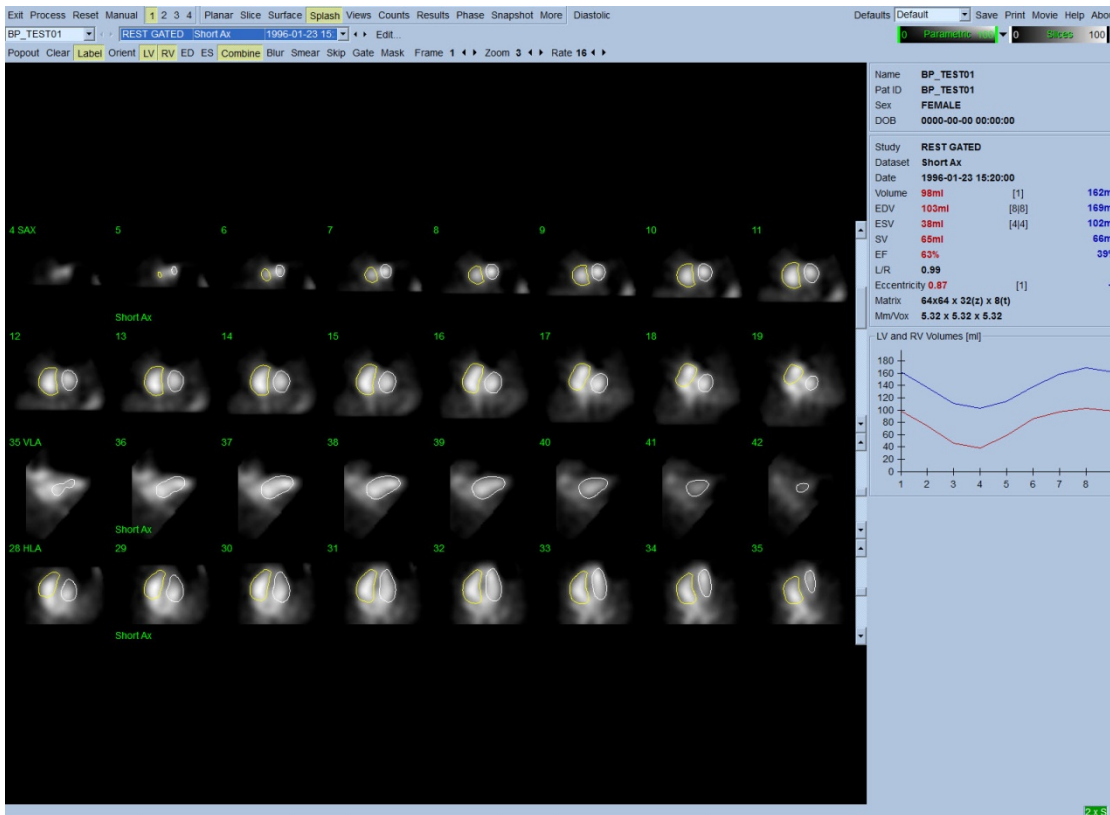 Exit Process Reset Manual 1 2 3 4 Planar Slice Surface Splash Views Counts Results Phase Snapshot More Diastolic Defaults Default Save Print Movie Help Abou
BP_TEST01 REST GATED Short Ax 1996-01-23 15: Edit... 0 Parametric 0 Slices 100
Popout Clear Label Orient LV RV ED ES Combine Blur Smear Skip Gate Mask Frame 1 Zoom 3 Rate 16
Name BP_TEST01
Pat ID BP_TEST01
Sex FEMALE
DOB 0000-00-00 00:00:00
Study REST GATED
Dataset Short Ax
Date 1996-01-23 15:20:00
Volume 98ml [1] 162m
EDV 103ml [8|8] 169m
ESV 38ml [4|4] 102m
SV 65ml 66m
EF 63% 39%
L/R 0.99
Eccentricity 0.87 [1]
Matrix 64x64 x 32(z) x 8(t)
Mm/Vox 5.32 x 5.32 x 5.32
LV and RV Volumes [ml]
180
160
140
120
100
80
60
40
20
0
1 2 3 4 5 6 7 8
4 SAX 5 6 7 8 9 10 11
Short Ax
12 13 14 15 16 17 18 19
35 VLA 36 37 38 39 40 41 42
Short Ax
28 HLA 29 30 31 32 33 34 35
Short Ax
2 x S